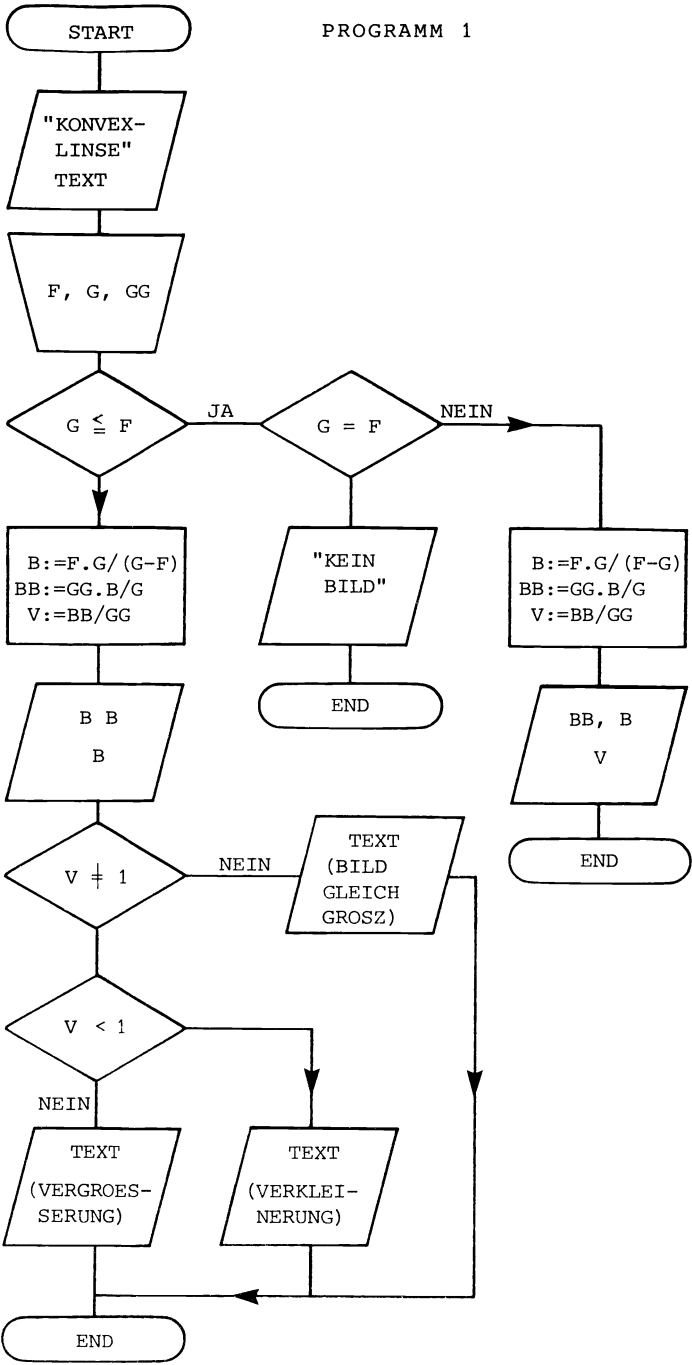 START
PROGRAMM 1
"KONVEX-
LINSE"
TEXT
F, G, GG
G ≦ F
JA
G = F
NEIN
B:=F.G/(G-F)
BB:=GG.B/G
V:=BB/GG
"KEIN
BILD"
END
B:=F.G/(F-G)
BB:=GG.B/G
V:=BB/GG
BB, B
V
END
B B
B
V ≠ 1
NEIN
TEXT
(BILD
GLEICH
GROSZ)
V < 1
NEIN
TEXT
(VERGROES-
SERUNG)
TEXT
(VERKLEI-
NERUNG)
END